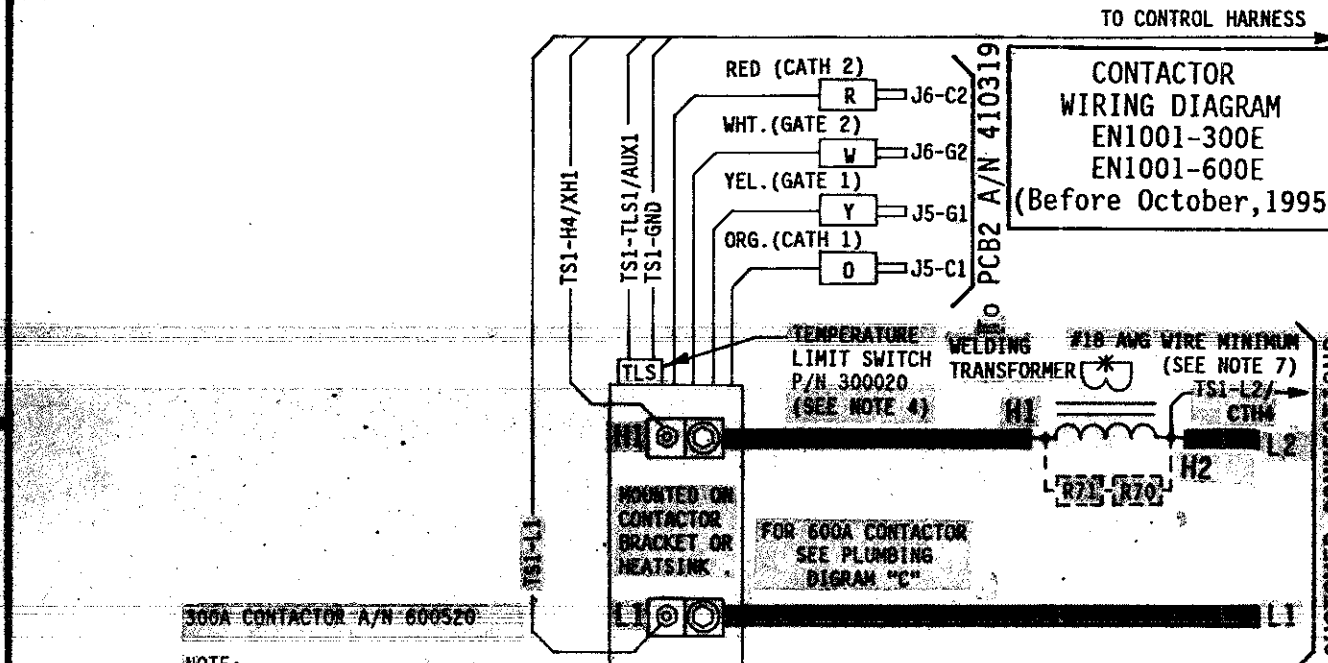 TO CONTROL HARNESS
CONTACTOR
WIRING DIAGRAM
EN1001-300E
EN1001-600E
(Before October,1995
RED (CATH 2)
R
J6-C2
WHT.(GATE 2)
W
J6-G2
YEL.(GATE 1)
Y
J5-G1
ORG.(CATH 1)
O
J5-C1
PCB2 A/N 410319
TS1-H4/XH1
TS1-TLS1/AUX1
TS1-GND
TLS
TEMPERATURE
LIMIT SWITCH
P/N 300020
(SEE NOTE 4)
WELDING
TRANSFORMER
#18 AWG WIRE MINIMUM
(SEE NOTE 7)
TS1-L2/
CTH4
H1
H1
L2
H2
R71
R70
MOUNTED ON
CONTACTOR
BRACKET OR
HEATSINK .
FOR 600A CONTACTOR
SEE PLUMBING
DIGRAM "C"
TS1-L1
L1
L1
300A CONTACTOR A/N 600520
NOTE: